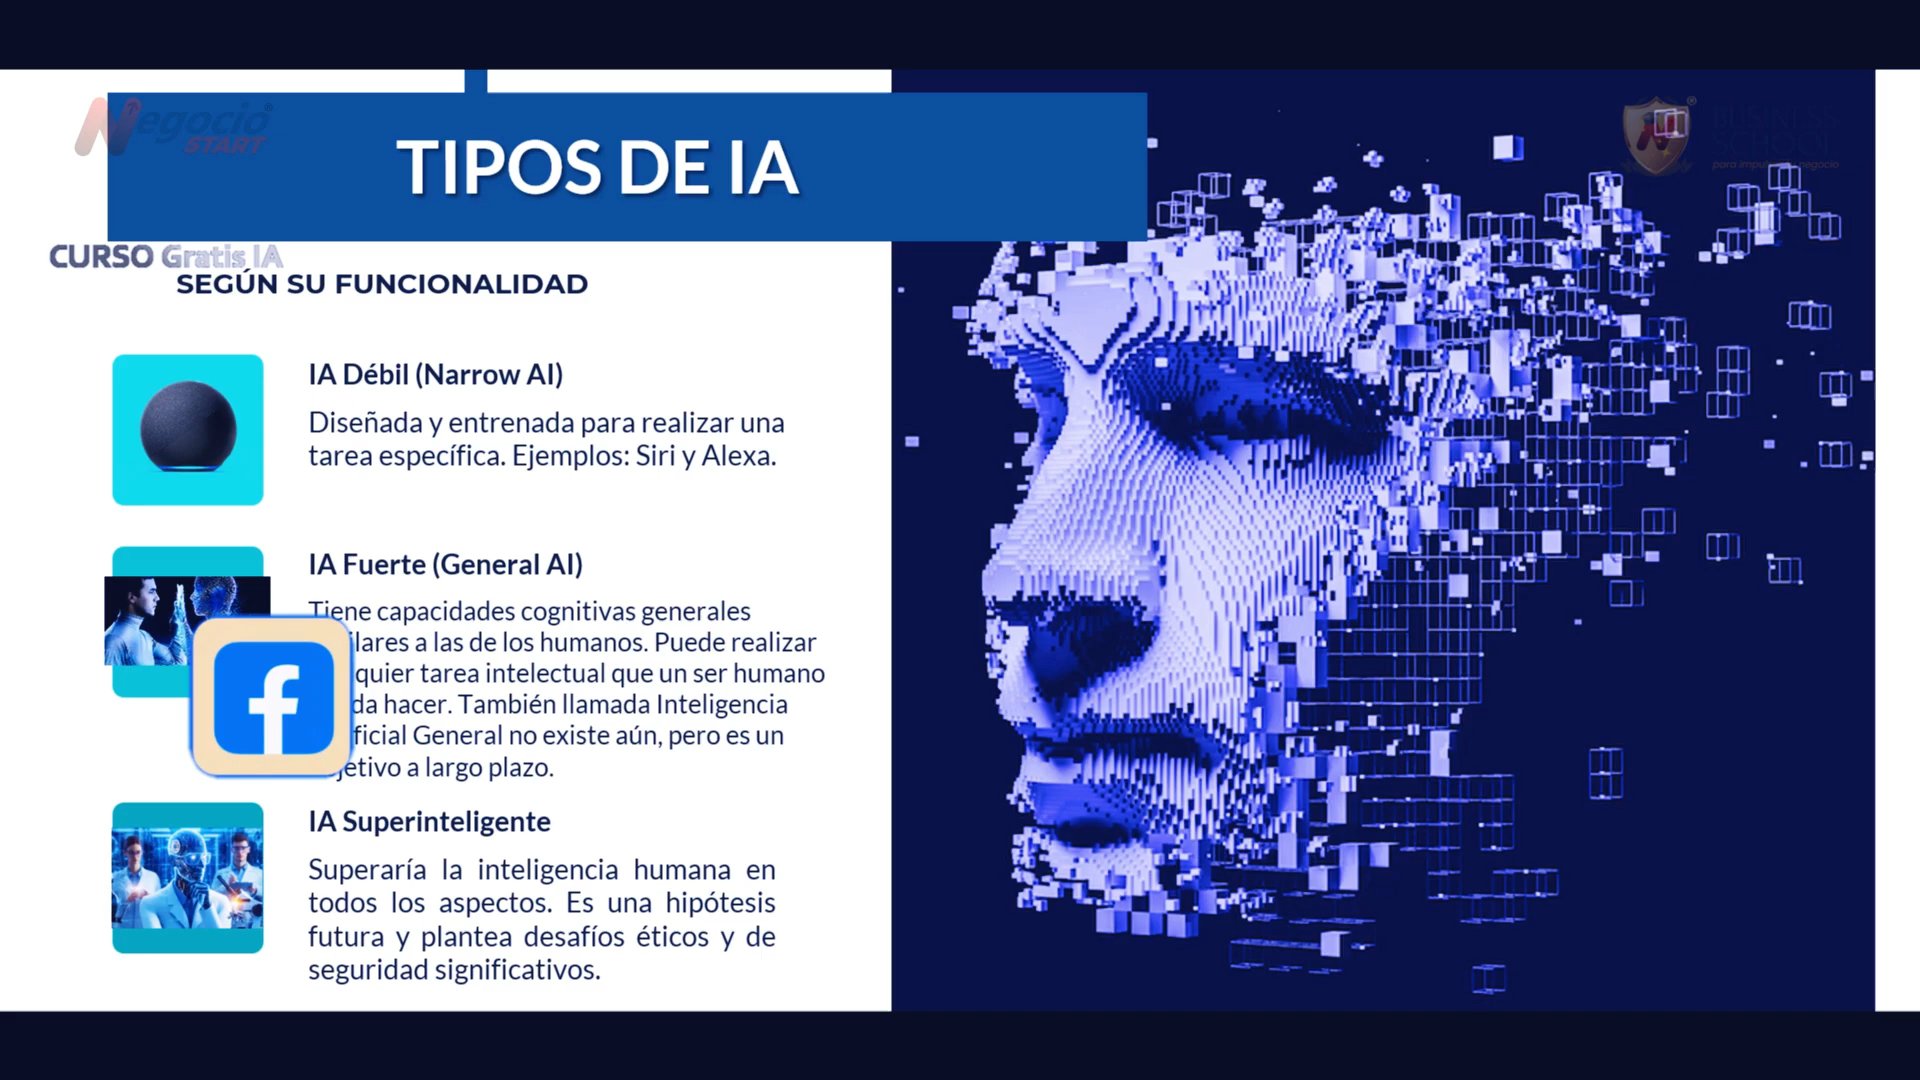 Negocio®
START
TIPOS DE IA
BUSINESS
SCHOOL
CURSO Gratis IA
SEGÚN SU FUNCIONALIDAD
IA Débil (Narrow AI)
Diseñada y entrenada para realizar una
tarea específica. Ejemplos: Siri y Alexa.
IA Fuerte (General AI)
Tiene capacidades cognitivas generales
lares a las de los humanos. Puede realizar
quier tarea intelectual que un ser humano
da hacer. También llamada Inteligencia
ficial General no existe aún, pero es un
jetivo a largo plazo.
IA Superinteligente
Superaría la inteligencia humana en
todos los aspectos. Es una hipótesis
futura y plantea desafíos éticos y de
seguridad significativos.